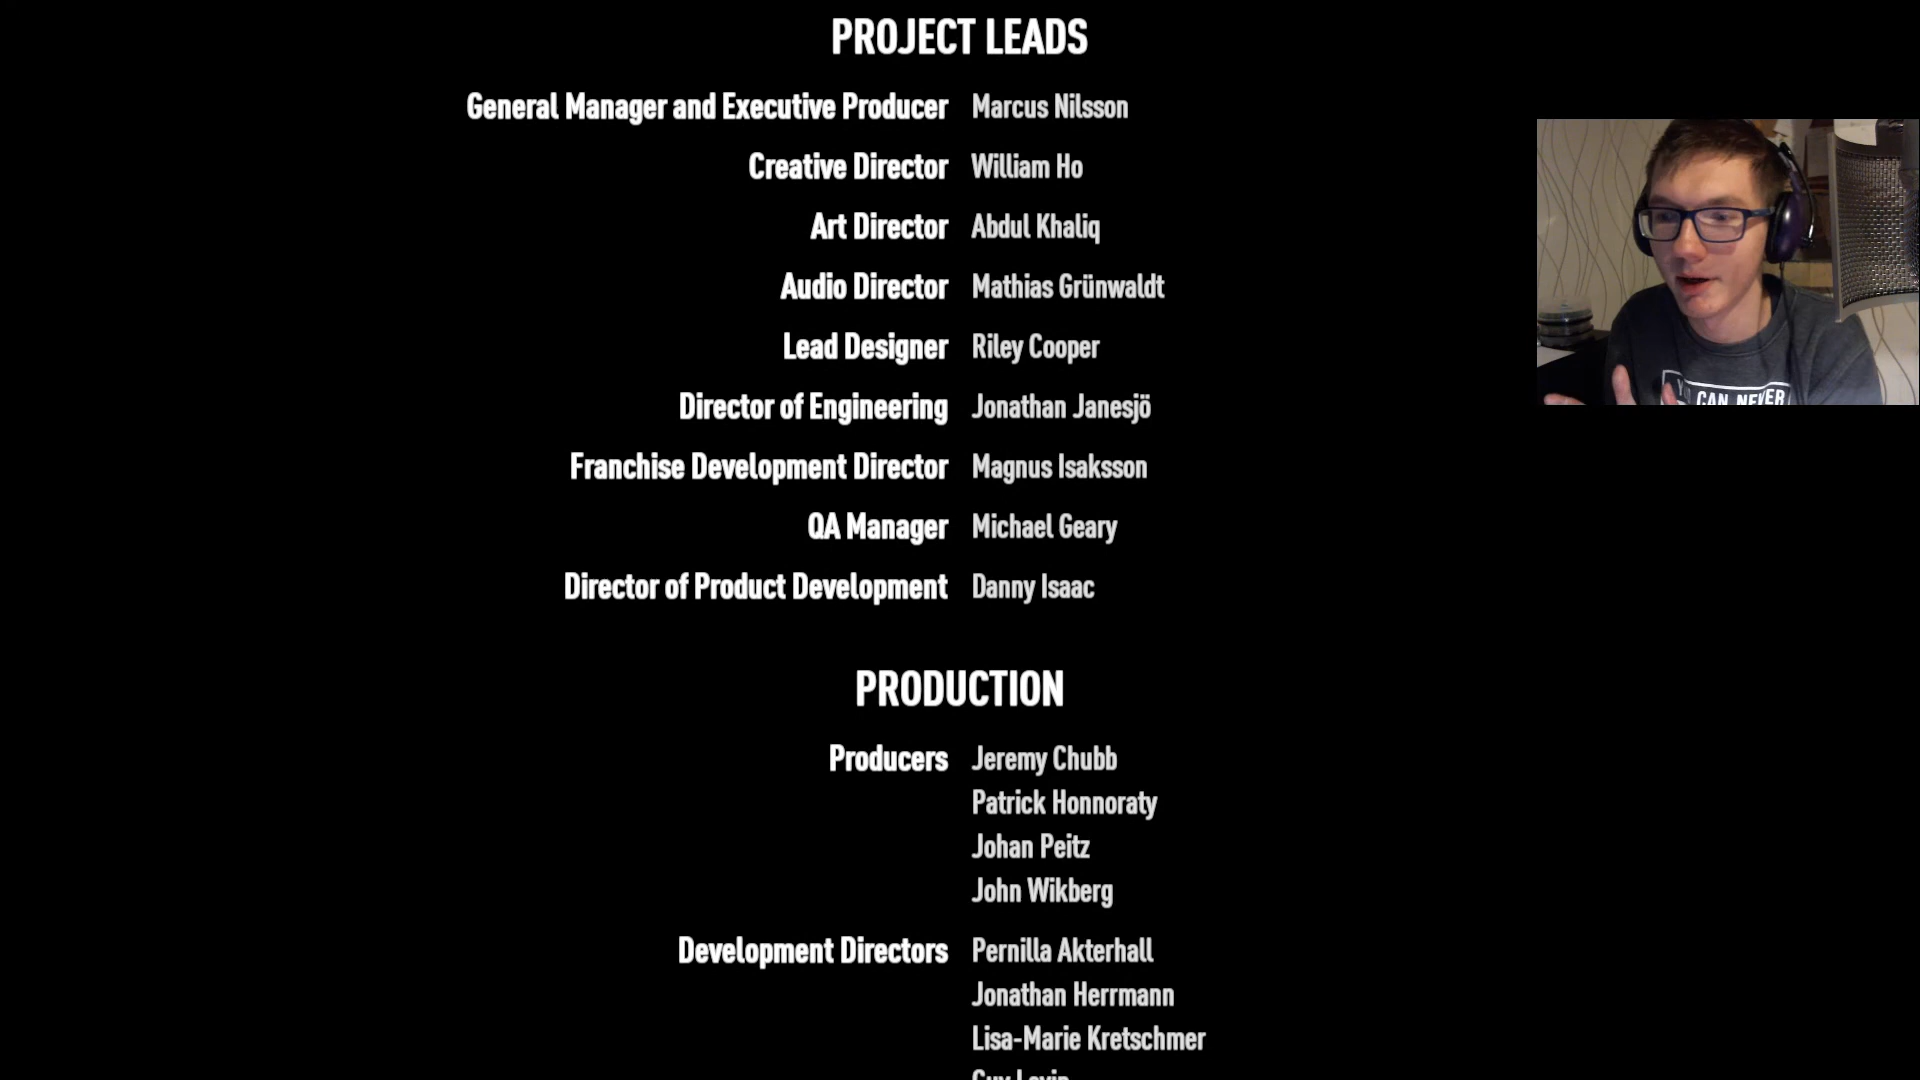 PROJECT LEADS
General Manager and Executive Producer Marcus Nilsson
Creative Director William Ho
Art Director Abdul Khaliq
Audio Director Mathias Grünwaldt
Lead Designer Riley Cooper
Director of Engineering Jonathan Janesjö
Franchise Development Director Magnus Isaksson
QA Manager Michael Geary
Director of Product Development Danny Isaac
PRODUCTION
Producers Jeremy Chubb
Patrick Honnoraty
Johan Peitz
John Wikberg
Development Directors Pernilla Akterhall
Jonathan Herrmann
Lisa-Marie Kretschmer
CAN NEVER